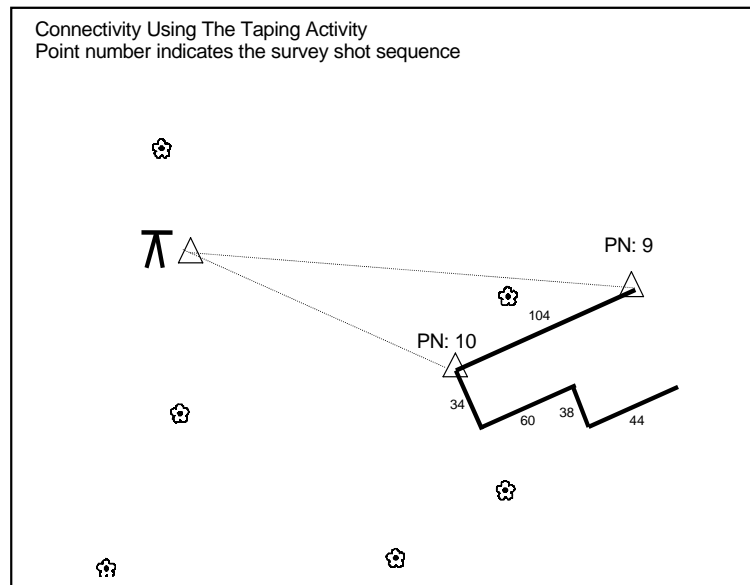 Connectivity Using The Taping Activity
Point number indicates the survey shot sequence
PN: 9
104
PN: 10
34
60
38
44